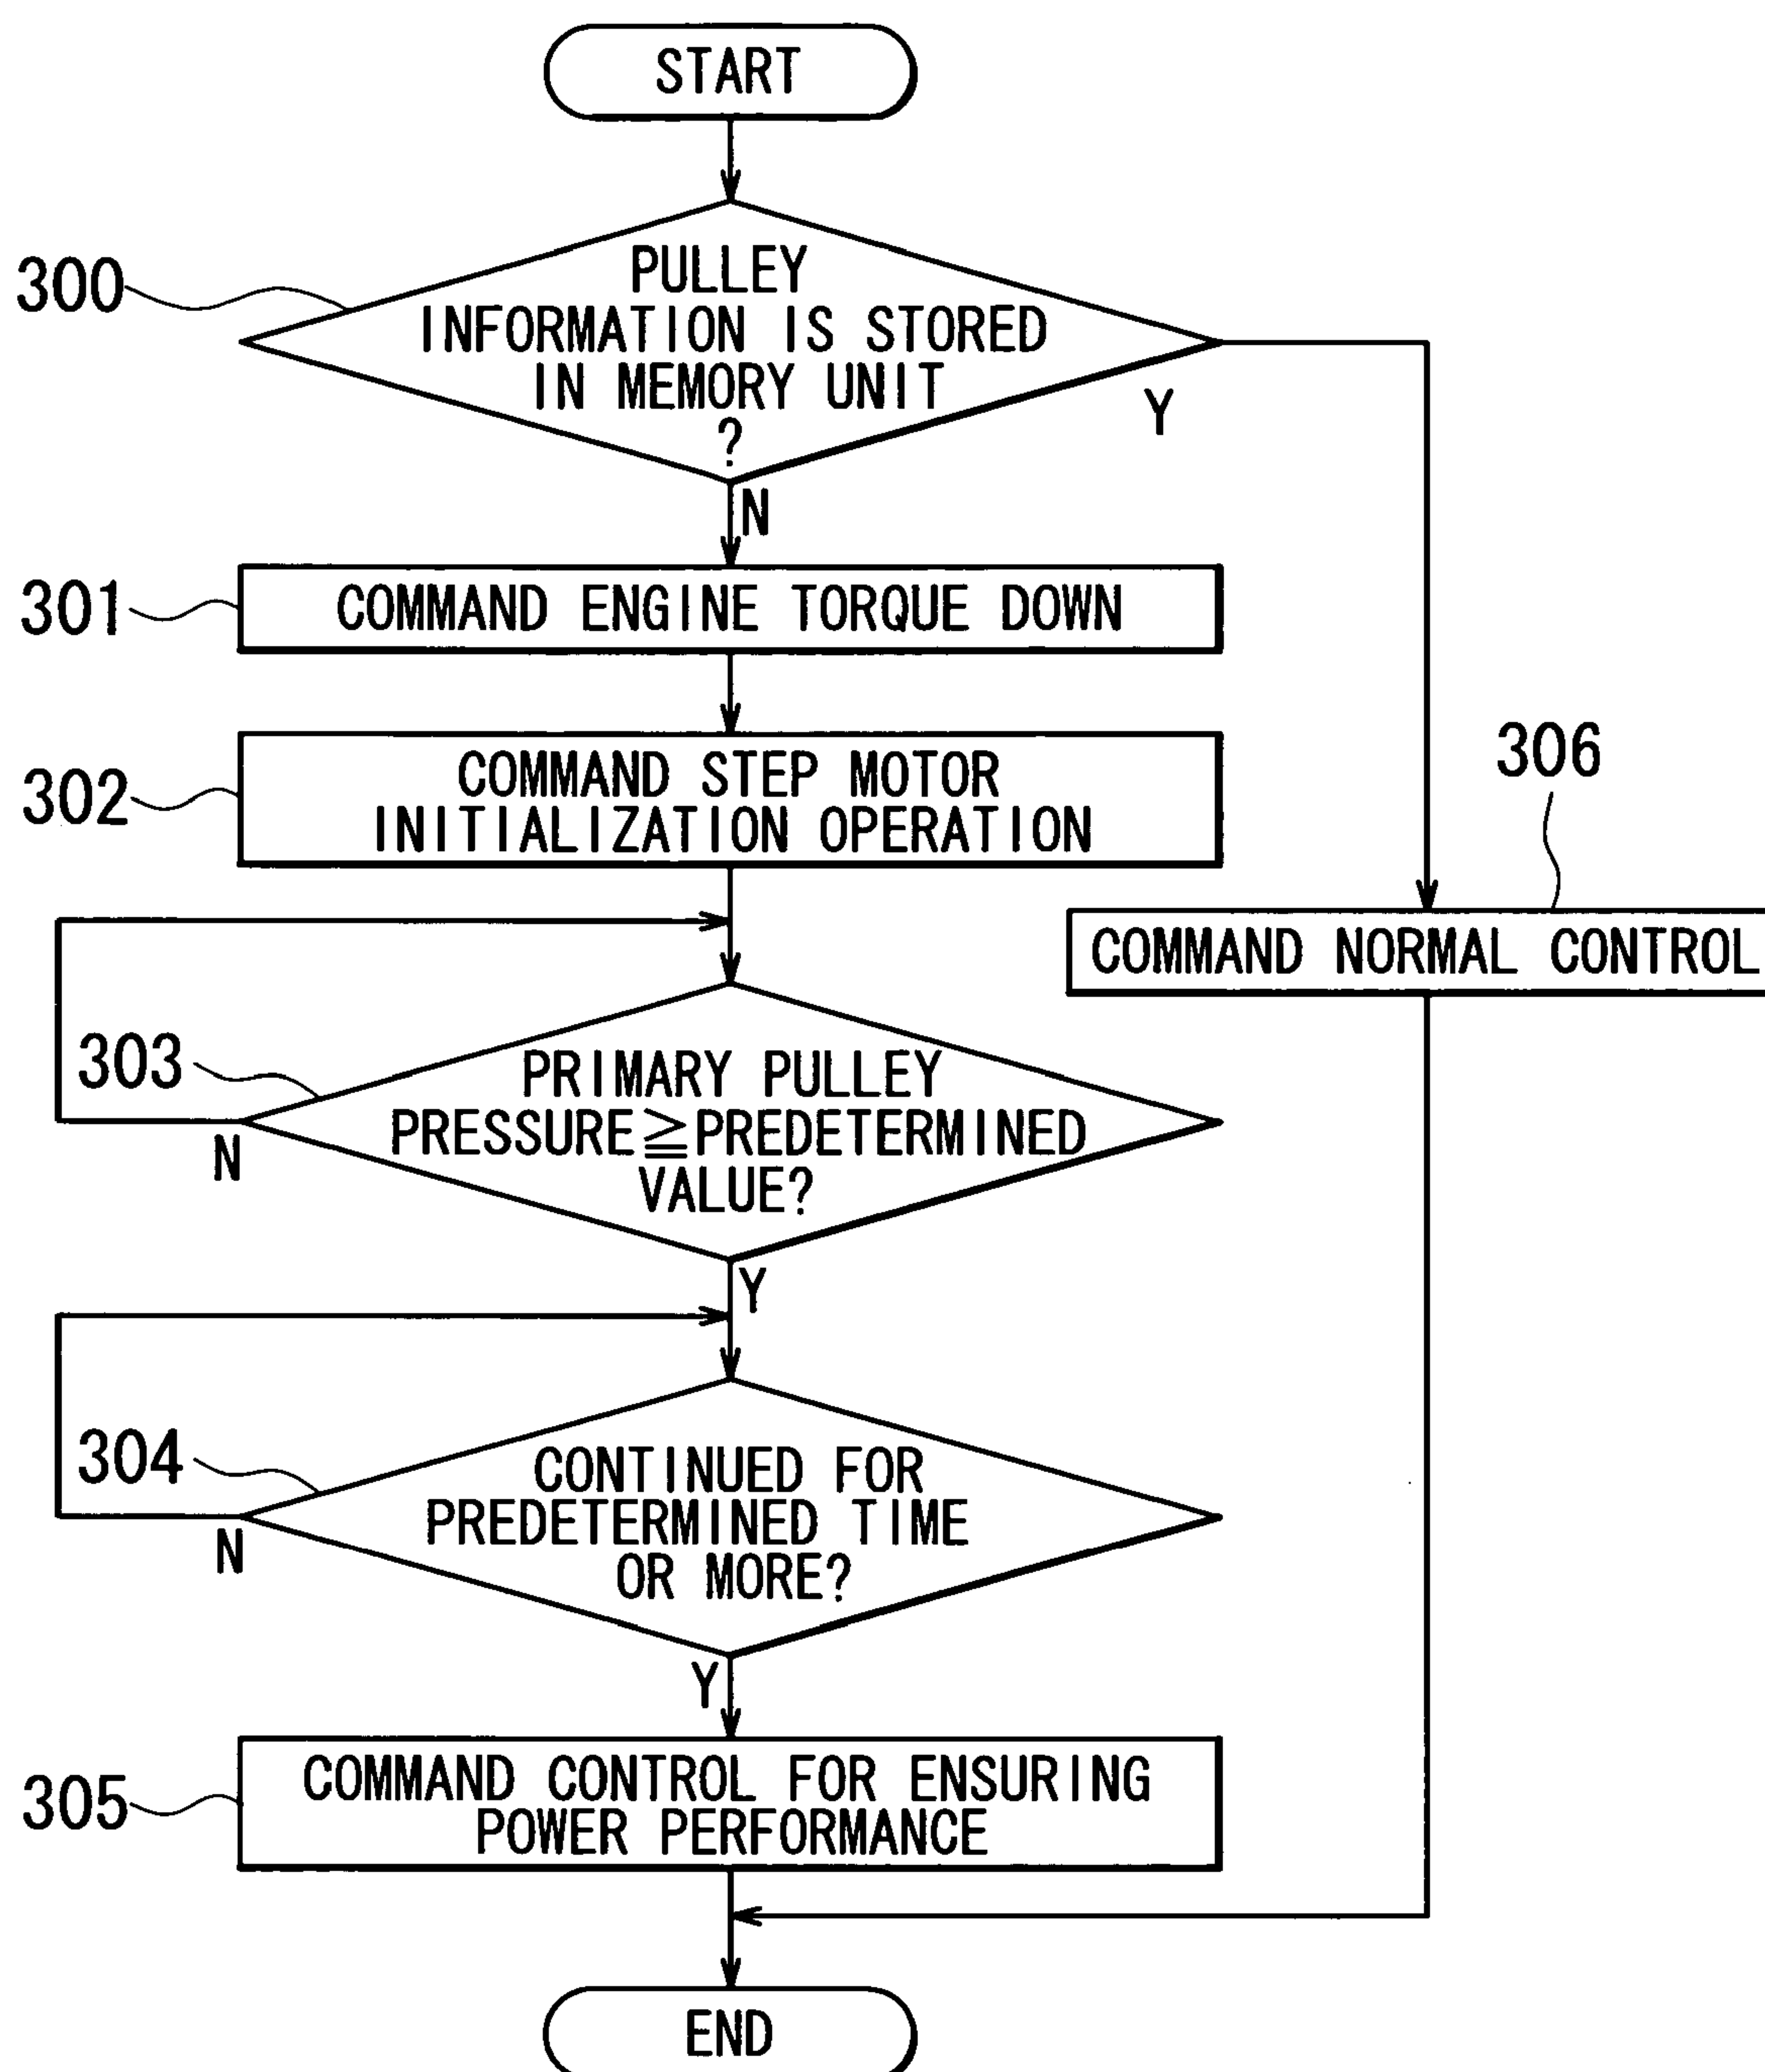 START
300
PULLEY
INFORMATION IS STORED
IN MEMORY UNIT
?
Y
N
301
COMMAND ENGINE TORQUE DOWN
302
COMMAND STEP MOTOR
INITIALIZATION OPERATION
306
COMMAND NORMAL CONTROL
303
PRIMARY PULLEY
PRESSURE≧PREDETERMINED
VALUE?
N
Y
304
CONTINUED FOR
PREDETERMINED TIME
OR MORE?
N
Y
305
COMMAND CONTROL FOR ENSURING
POWER PERFORMANCE
END